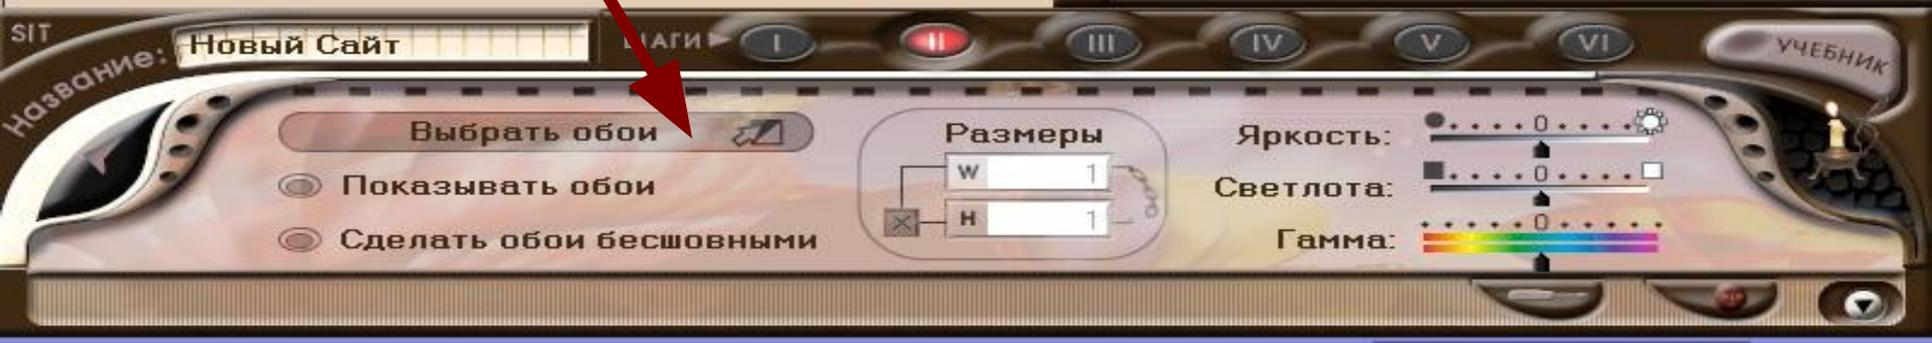 SIT
Название:
Новый Сайт
I II III IV V VI
УЧЕБНИК
Выбрать обои
Показывать обои
Сделать обои бесшовными
Размеры
W 1
H 1
Яркость: 0
Светлота: 0
Гамма: 0